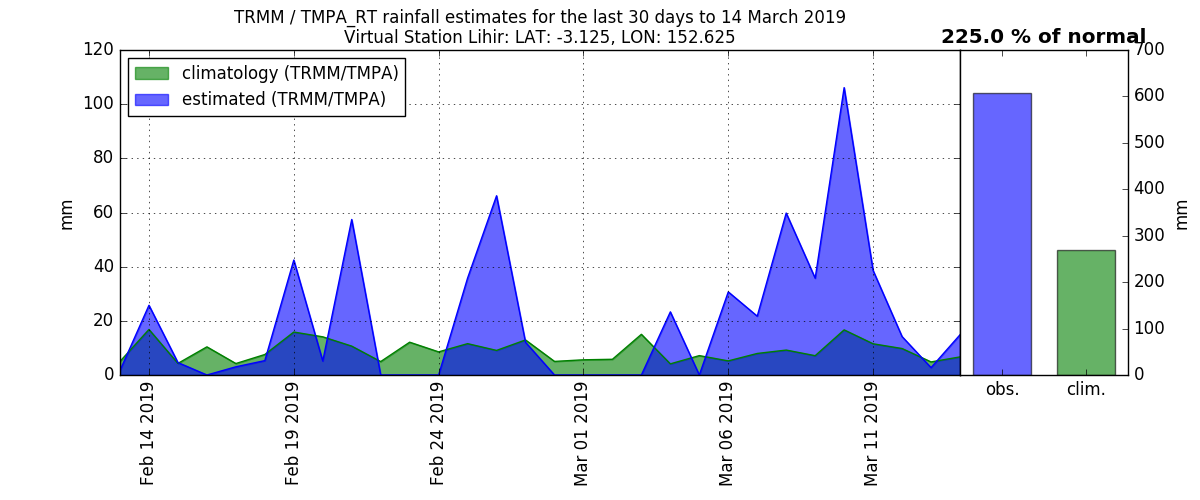 TRMM / TMPA_RT rainfall estimates for the last 30 days to 14 March 2019
Virtual Station Lihir: LAT: -3.125, LON: 152.625
225.0 % of normal
climatology (TRMM/TMPA)
estimated (TRMM/TMPA)
120
100
80
60
40
20
0
mm
Feb 14 2019
Feb 19 2019
Feb 24 2019
Mar 01 2019
Mar 06 2019
Mar 11 2019
700
600
500
400
300
200
100
0
mm
obs.
clim.